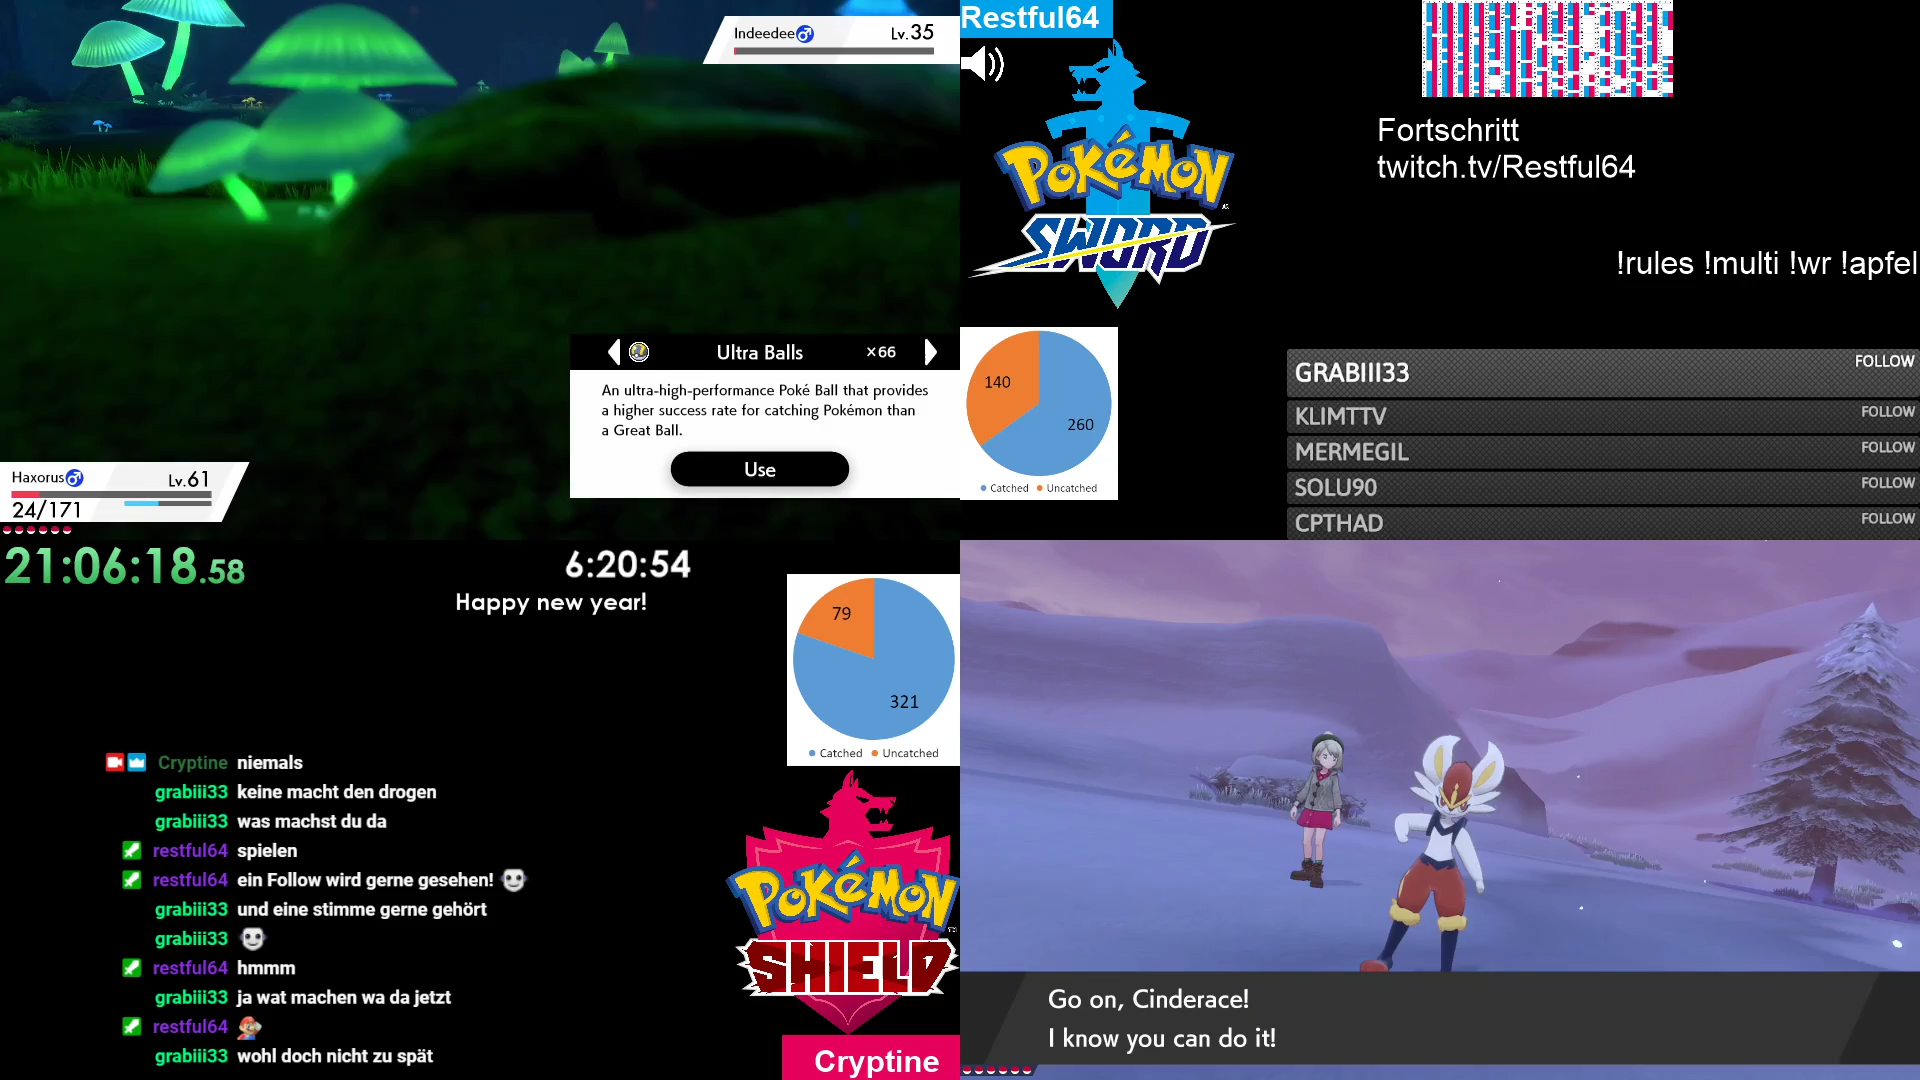 Indeedee♂ Lv.35
Ultra Balls ×66
An ultra-high-performance Poké Ball that provides
a higher success rate for catching Pokémon than
a Great Ball.
Use
Haxorus♂ Lv.61
24/171
Restful64
POKÉMON
SWORD
Fortschritt
twitch.tv/Restful64
!rules !multi !wr !apfel
140
260
Catched Uncatched
GRABIII33 FOLLOW
KLIMTTV FOLLOW
MERMEGIL FOLLOW
SOLU90 FOLLOW
CPTHAD FOLLOW
21:06:18.58
6:20:54
Happy new year!
79
321
Catched Uncatched
Cryptine niemals
grabiii33 keine macht den drogen
grabiii33 was machst du da
restful64 spielen
restful64 ein Follow wird gerne gesehen!
grabiii33 und eine stimme gerne gehört
grabiii33
restful64 hmmm
grabiii33 ja wat machen wa da jetzt
restful64
grabiii33 wohl doch nicht zu spät
POKÉMON
SHIELD
Cryptine
Go on, Cinderace!
I know you can do it!